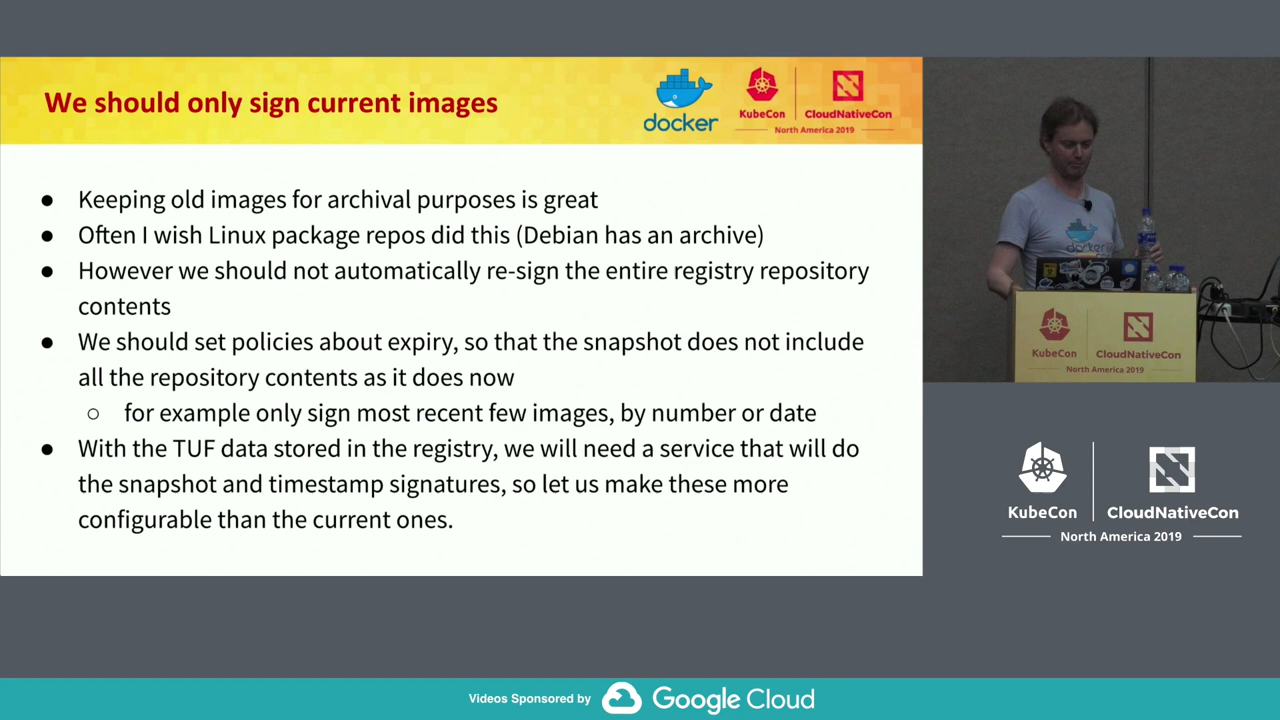 We should only sign current images
docker
KubeCon
CloudNativeCon
North America 2019
● Keeping old images for archival purposes is great
● Often I wish Linux package repos did this (Debian has an archive)
● However we should not automatically re-sign the entire registry repository
contents
● We should set policies about expiry, so that the snapshot does not include
all the repository contents as it does now
○ for example only sign most recent few images, by number or date
● With the TUF data stored in the registry, we will need a service that will do
the snapshot and timestamp signatures, so let us make these more
configurable than the current ones.
docker
KubeCon
CloudNativeCon
North America 2019
KubeCon
CloudNativeCon
North America 2019
Videos Sponsored by
Google Cloud